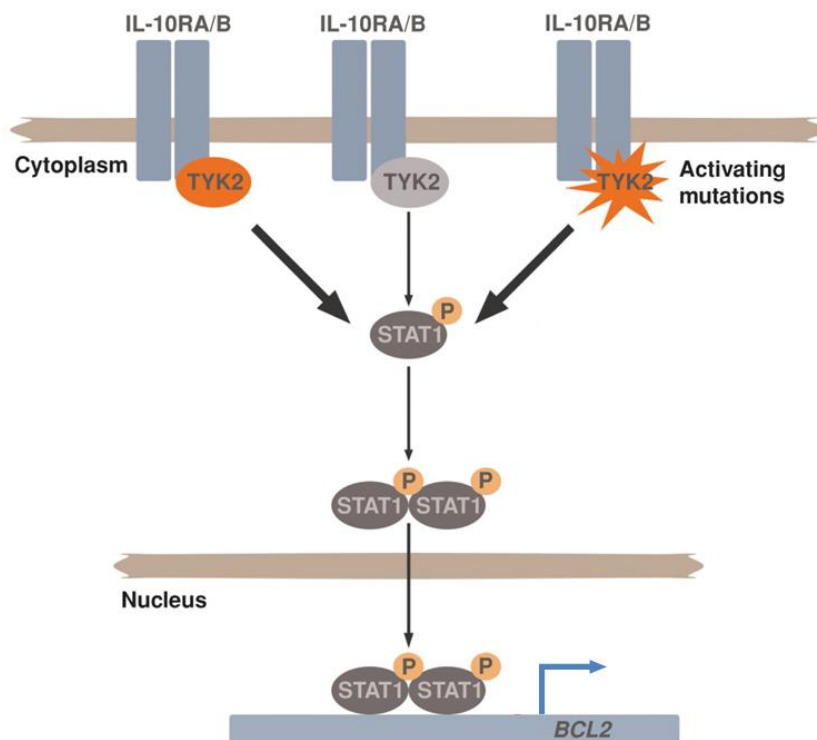 IL-10RA/B IL-10RA/B IL-10RA/B
Cytoplasm
TYK2 TYK2 TYK2
Activating
mutations
P
STAT1
P P
STAT1 STAT1
Nucleus
P P
STAT1 STAT1
BCL2